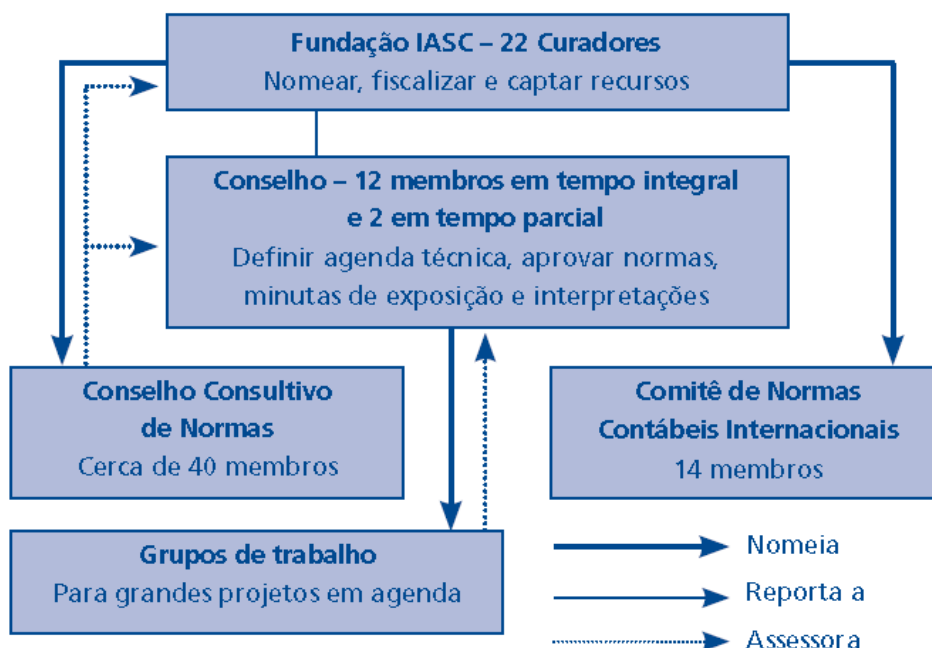 Fundação IASC – 22 Curadores
Nomear, fiscalizar e captar recursos
Conselho – 12 membros em tempo integral
e 2 em tempo parcial
Definir agenda técnica, aprovar normas,
minutas de exposição e interpretações
Conselho Consultivo
de Normas
Cerca de 40 membros
Comitê de Normas
Contábeis Internacionais
14 membros
Grupos de trabalho
Para grandes projetos em agenda
Nomeia
Reporta a
Assessora